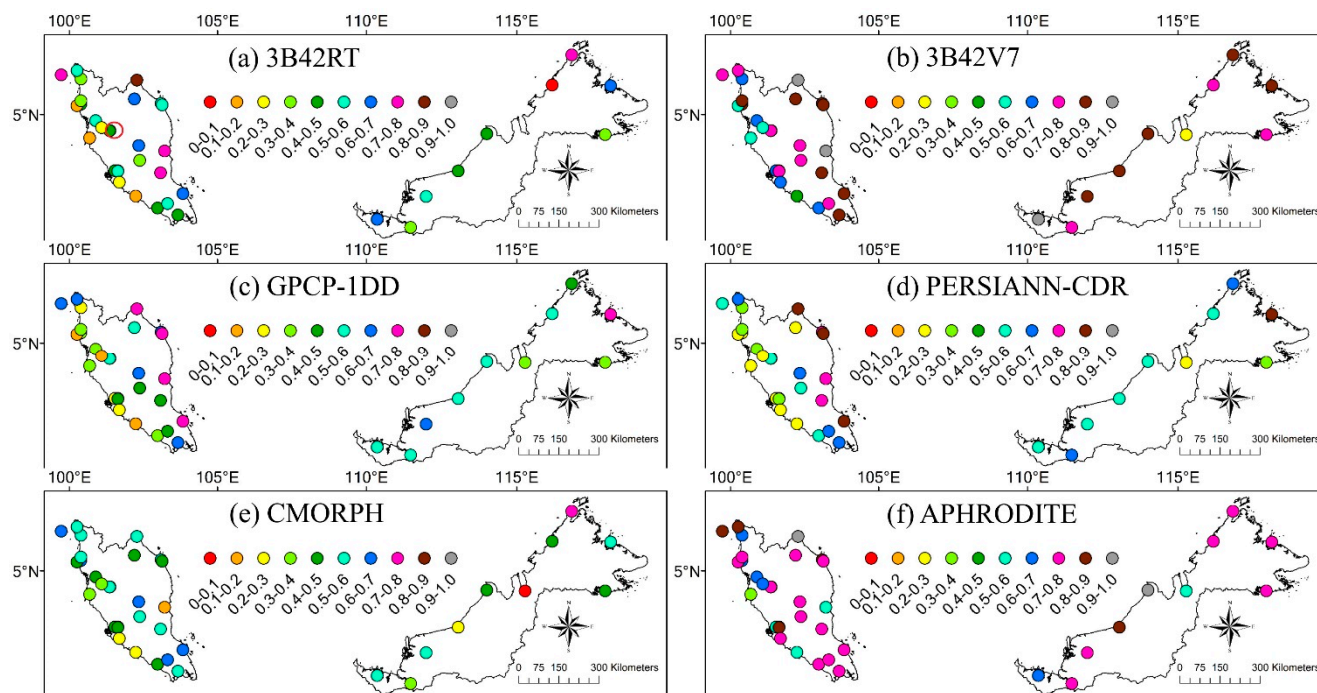 100°E 105°E 110°E 115°E 100°E 105°E 110°E 115°E
(a) 3B42RT
(b) 3B42V7
5°N
5°N
0-0.1 0.1-0.2 0.2-0.3 0.3-0.4 0.4-0.5 0.5-0.6 0.6-0.7 0.7-0.8 0.8-0.9 0.9-1.0
0-0.1 0.1-0.2 0.2-0.3 0.3-0.4 0.4-0.5 0.5-0.6 0.6-0.7 0.7-0.8 0.8-0.9 0.9-1.0
N
W E
S
N
W E
S
0 75 150 300 Kilometers
0 75 150 300 Kilometers
100°E 105°E 110°E 115°E 100°E 105°E 110°E 115°E
(c) GPCP-1DD
(d) PERSIANN-CDR
5°N
5°N
0-0.1 0.1-0.2 0.2-0.3 0.3-0.4 0.4-0.5 0.5-0.6 0.6-0.7 0.7-0.8 0.8-0.9 0.9-1.0
0-0.1 0.1-0.2 0.2-0.3 0.3-0.4 0.4-0.5 0.5-0.6 0.6-0.7 0.7-0.8 0.8-0.9 0.9-1.0
N
W E
S
N
W E
S
0 75 150 300 Kilometers
0 75 150 300 Kilometers
100°E 105°E 110°E 115°E 100°E 105°E 110°E 115°E
(e) CMORPH
(f) APHRODITE
5°N
5°N
0-0.1 0.1-0.2 0.2-0.3 0.3-0.4 0.4-0.5 0.5-0.6 0.6-0.7 0.7-0.8 0.8-0.9 0.9-1.0
0-0.1 0.1-0.2 0.2-0.3 0.3-0.4 0.4-0.5 0.5-0.6 0.6-0.7 0.7-0.8 0.8-0.9 0.9-1.0
N
W E
S
N
W E
S
0 75 150 300 Kilometers
0 75 150 300 Kilometers